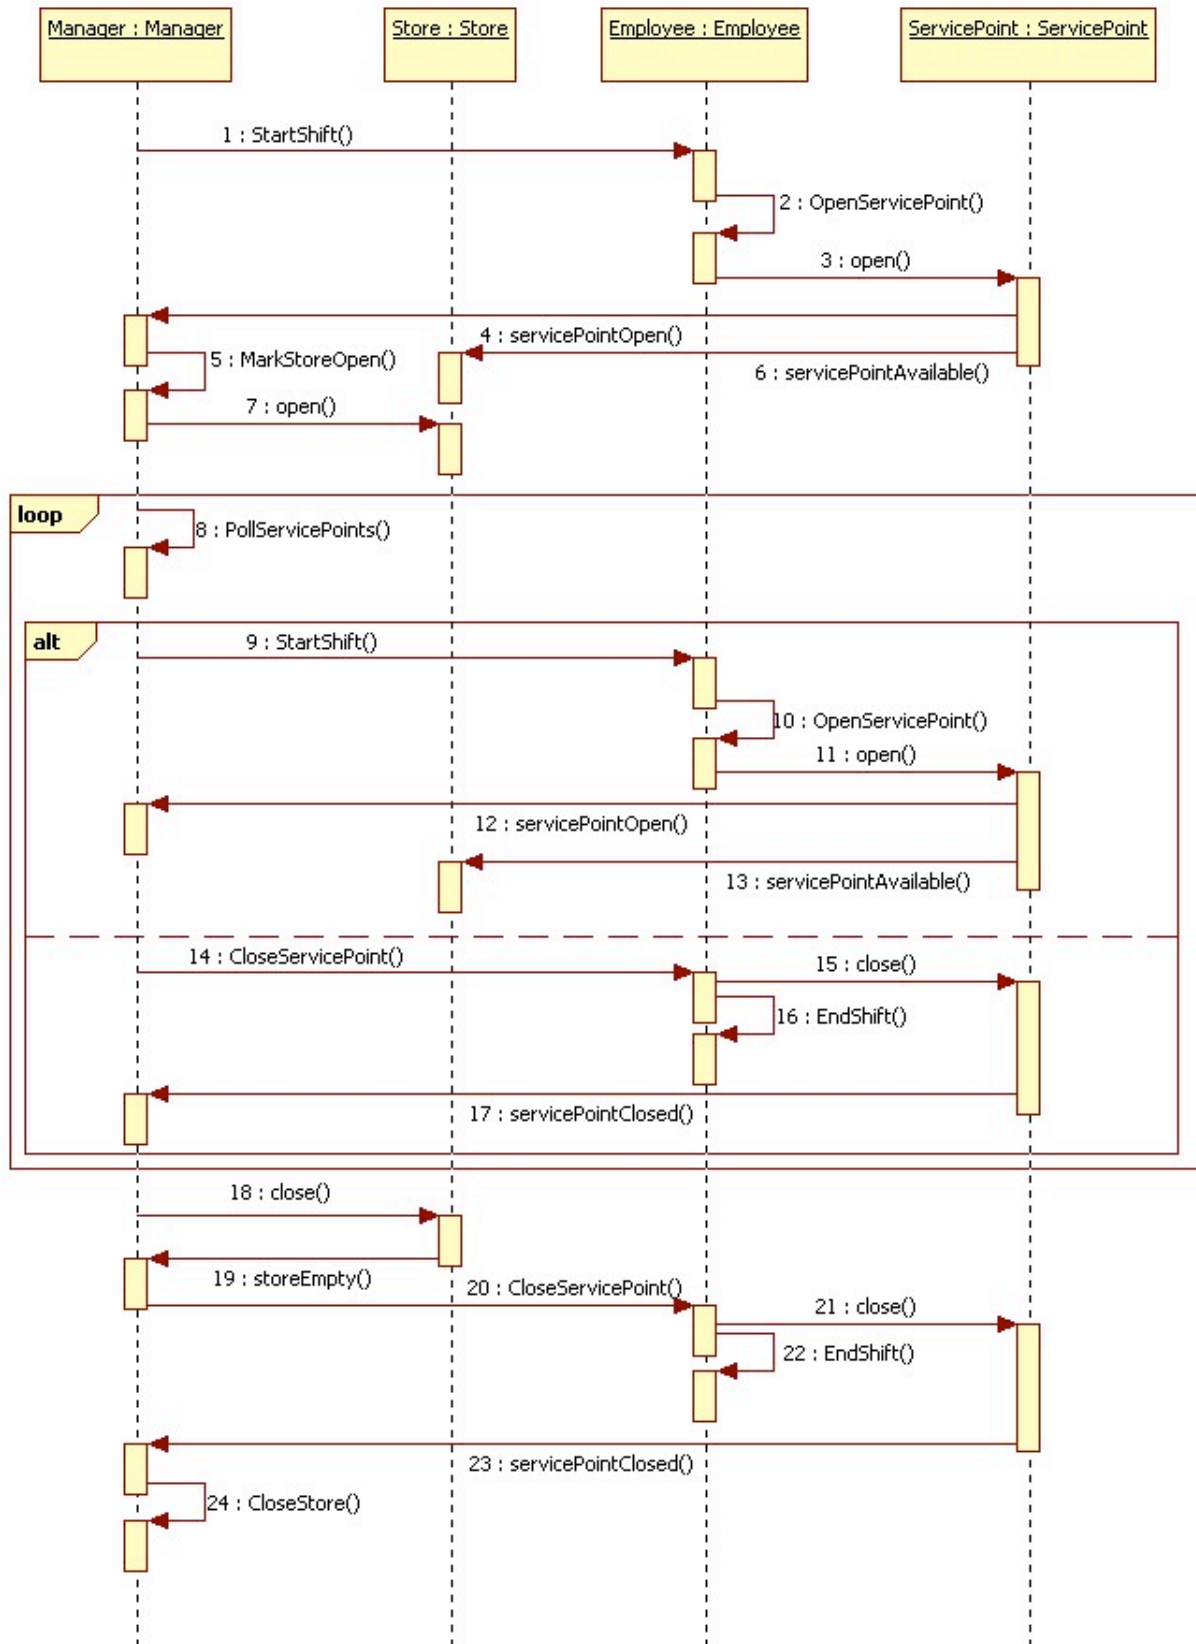 Manager : Manager
Store : Store
Employee : Employee
ServicePoint : ServicePoint
1 : StartShift()
2 : OpenServicePoint()
3 : open()
4 : servicePointOpen()
5 : MarkStoreOpen()
6 : servicePointAvailable()
7 : open()
loop
8 : PollServicePoints()
alt
9 : StartShift()
10 : OpenServicePoint()
11 : open()
12 : servicePointOpen()
13 : servicePointAvailable()
14 : CloseServicePoint()
15 : close()
16 : EndShift()
17 : servicePointClosed()
18 : close()
19 : storeEmpty()
20 : CloseServicePoint()
21 : close()
22 : EndShift()
23 : servicePointClosed()
24 : CloseStore()